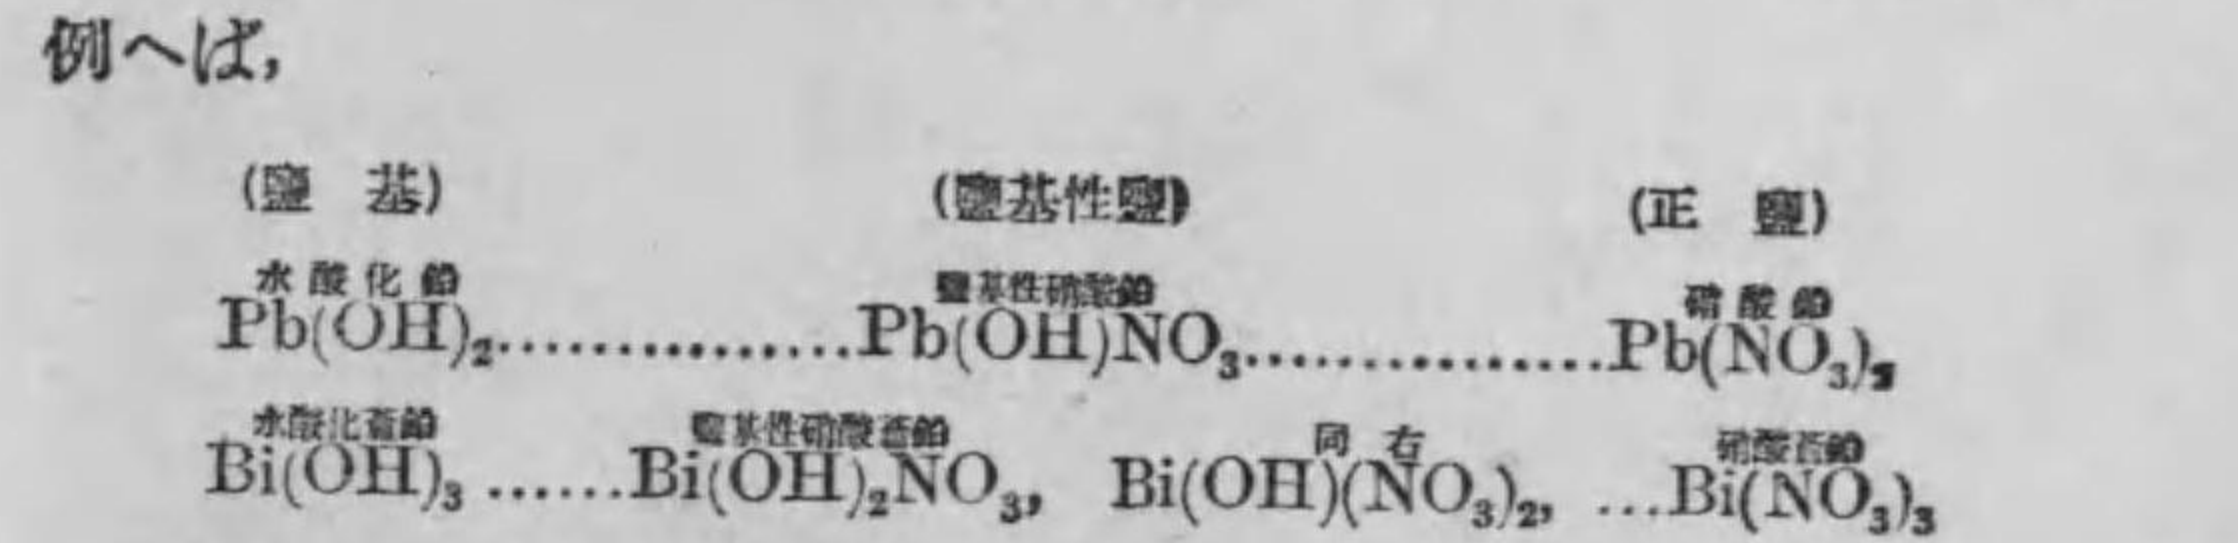 例へば,
(鹽 基) (鹽基性鹽) (正 鹽)
水酸化鉛 鹽基性硝酸鉛 硝酸鉛
Pb(OH)₂……………Pb(OH)NO₃……………Pb(NO₃)₂
水酸化蒼鉛 鹽基性硝酸蒼鉛 同右 硝酸蒼鉛
Bi(OH)₃ ……Bi(OH)₂NO₃, Bi(OH)(NO₃)₂, …Bi(NO₃)₃